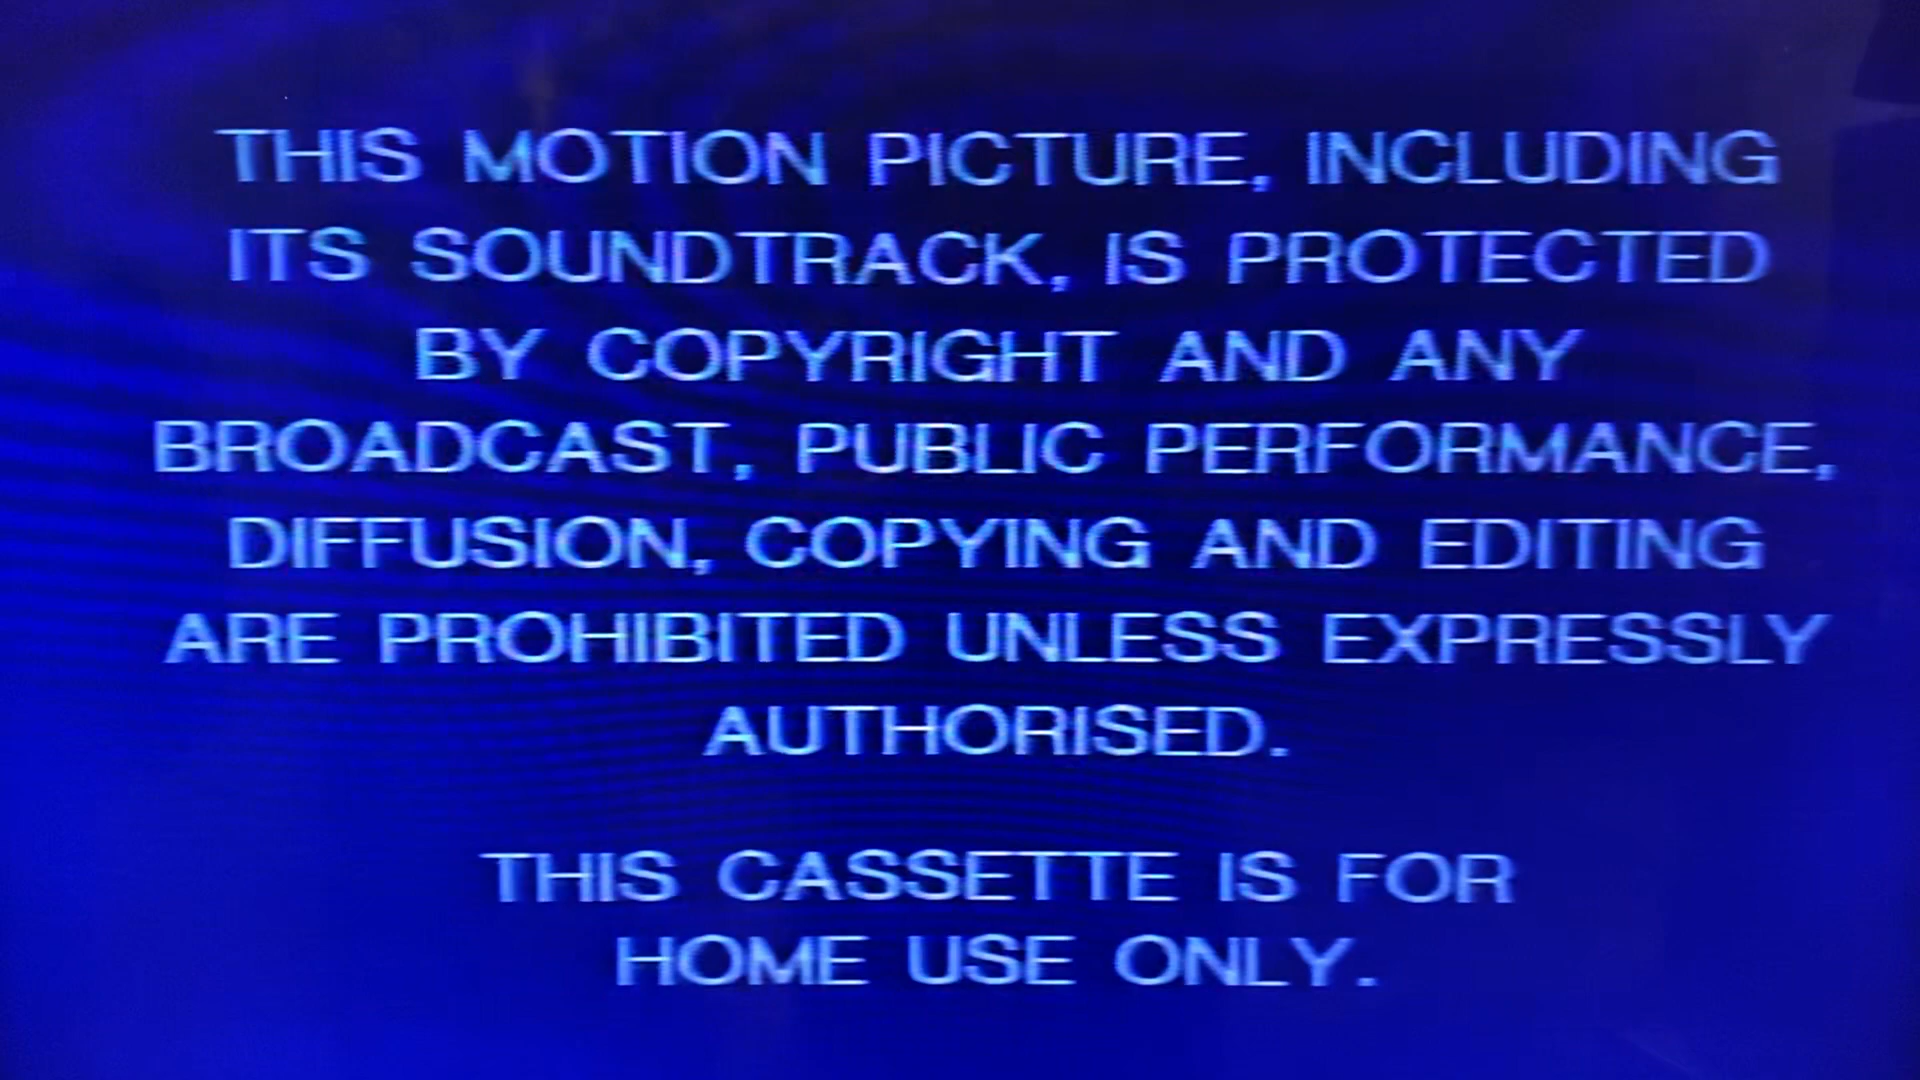 THIS MOTION PICTURE, INCLUDING
ITS SOUNDTRACK, IS PROTECTED
BY COPYRIGHT AND ANY
BROADCAST, PUBLIC PERFORMANCE,
DIFFUSION, COPYING AND EDITING
ARE PROHIBITED UNLESS EXPRESSLY
AUTHORISED.
THIS CASSETTE IS FOR
HOME USE ONLY.